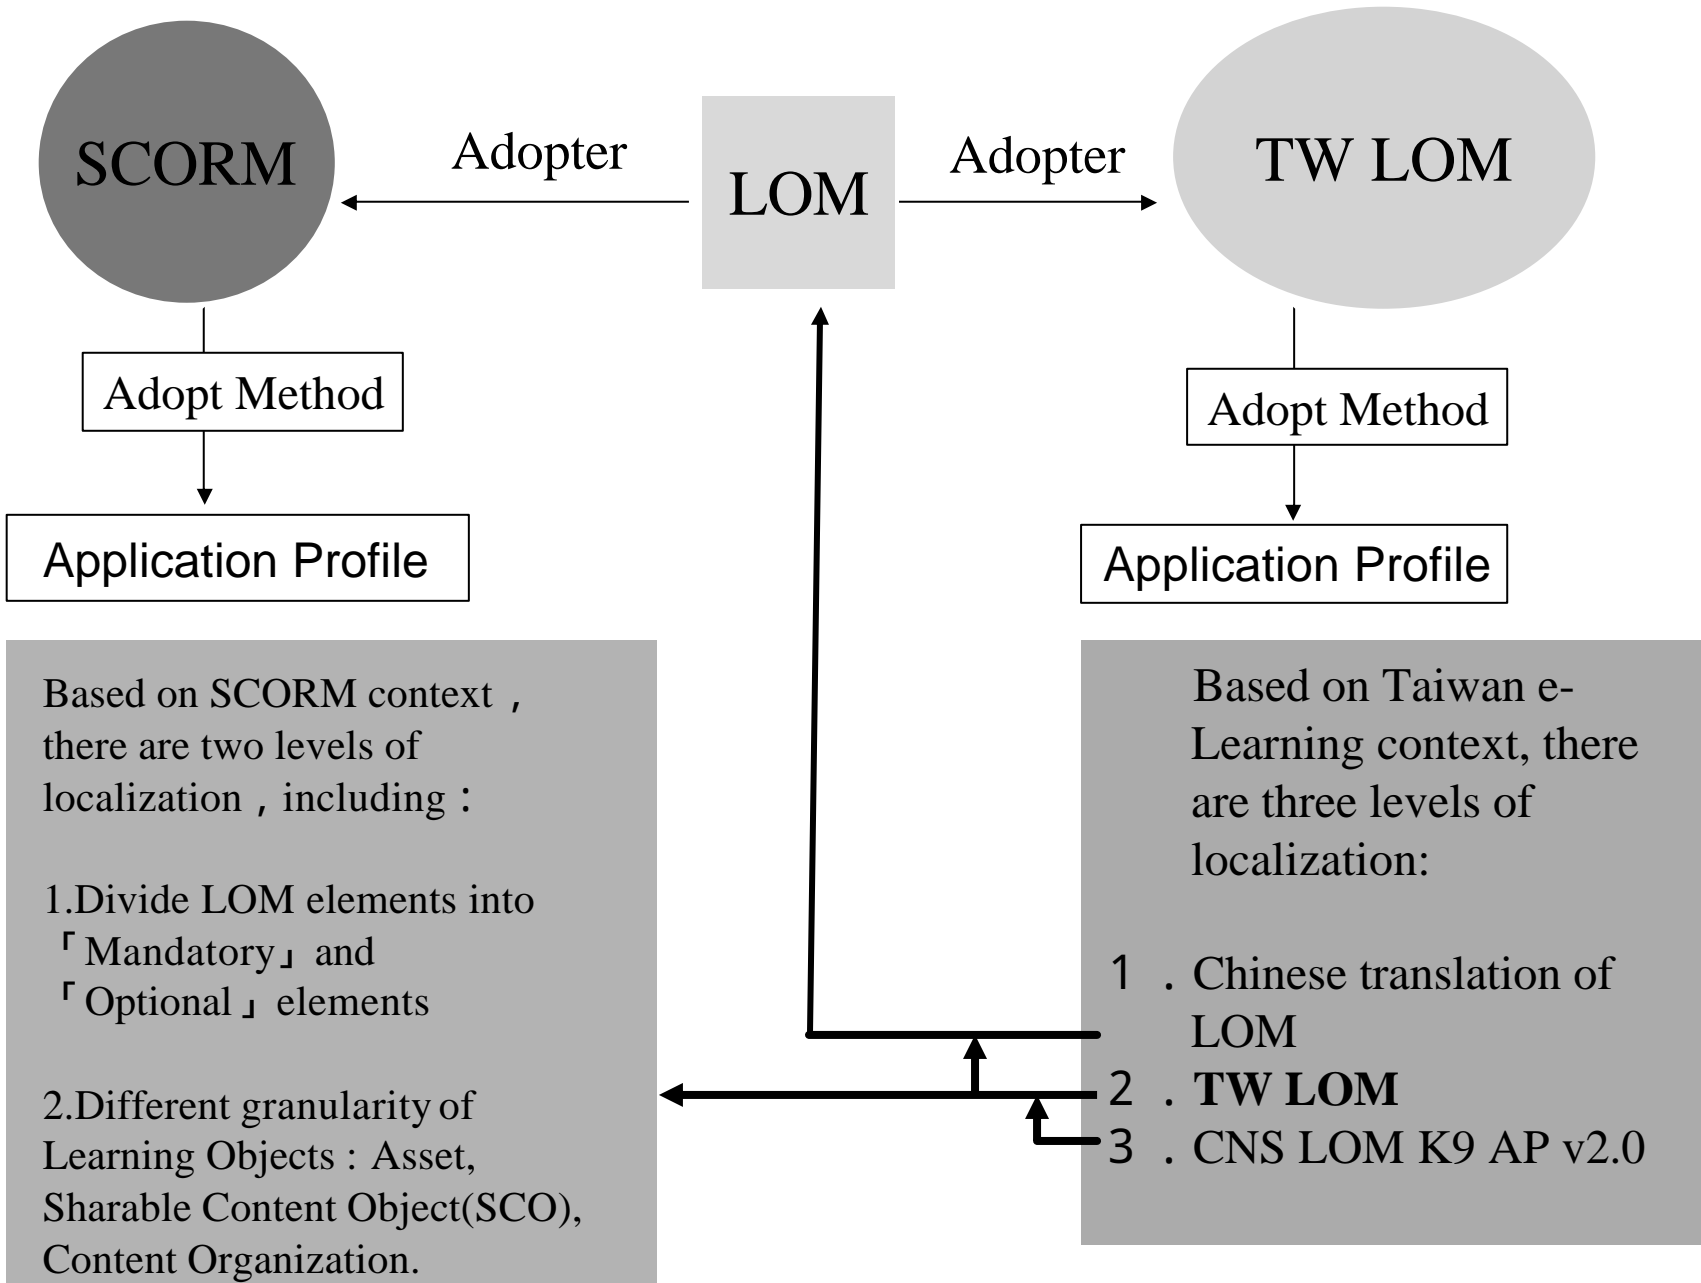 SCORM
Adopter
LOM
Adopter
TW LOM
Adopt Method
Adopt Method
Application Profile
Application Profile
Based on SCORM context，
there are two levels of
localization，including：
1.Divide LOM elements into
「Mandatory」and
「Optional」elements
2.Different granularity of
Learning Objects：Asset,
Sharable Content Object(SCO),
Content Organization.
Based on Taiwan e-
Learning context, there
are three levels of
localization:
1．Chinese translation of
LOM
2．TW LOM
3．CNS LOM K9 AP v2.0